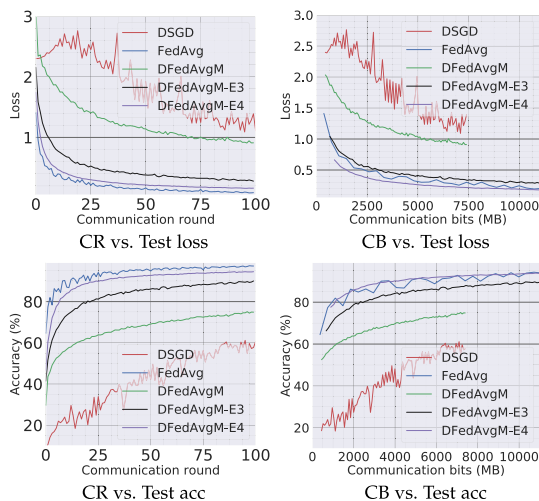 3
2
1
Loss
DSGD
FedAvg
DFedAvgM
DFedAvgM-E3
DFedAvgM-E4
0 25 50 75 100
Communication round
CR vs. Test loss
3.0
2.5
2.0
1.5
1.0
0.5
Loss
DSGD
FedAvg
DFedAvgM
DFedAvgM-E3
DFedAvgM-E4
0 2500 5000 7500 10000
Communication bits (MB)
CB vs. Test loss
80
60
40
20
Accuracy (%)
DSGD
FedAvg
DFedAvgM
DFedAvgM-E3
DFedAvgM-E4
0 25 50 75 100
Communication round
CR vs. Test acc
80
60
40
20
Accuracy (%)
DSGD
FedAvg
DFedAvgM
DFedAvgM-E3
DFedAvgM-E4
0 2000 4000 6000 8000 10000
Communication bits (MB)
CB vs. Test acc